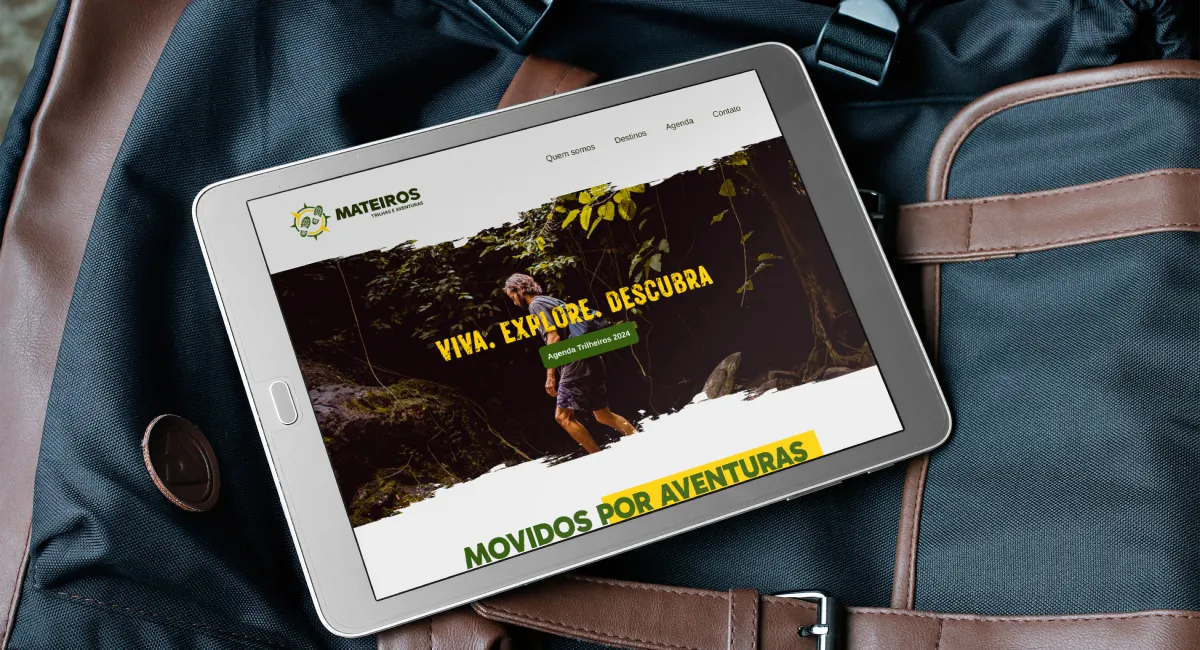 Quem somos
Destinos
Agenda
Contato
MATEIROS
TRILHAS E AVENTURAS
VIVA. EXPLORE. DESCUBRA
Agenda Trilheiros 2024
MOVIDOS POR AVENTURAS